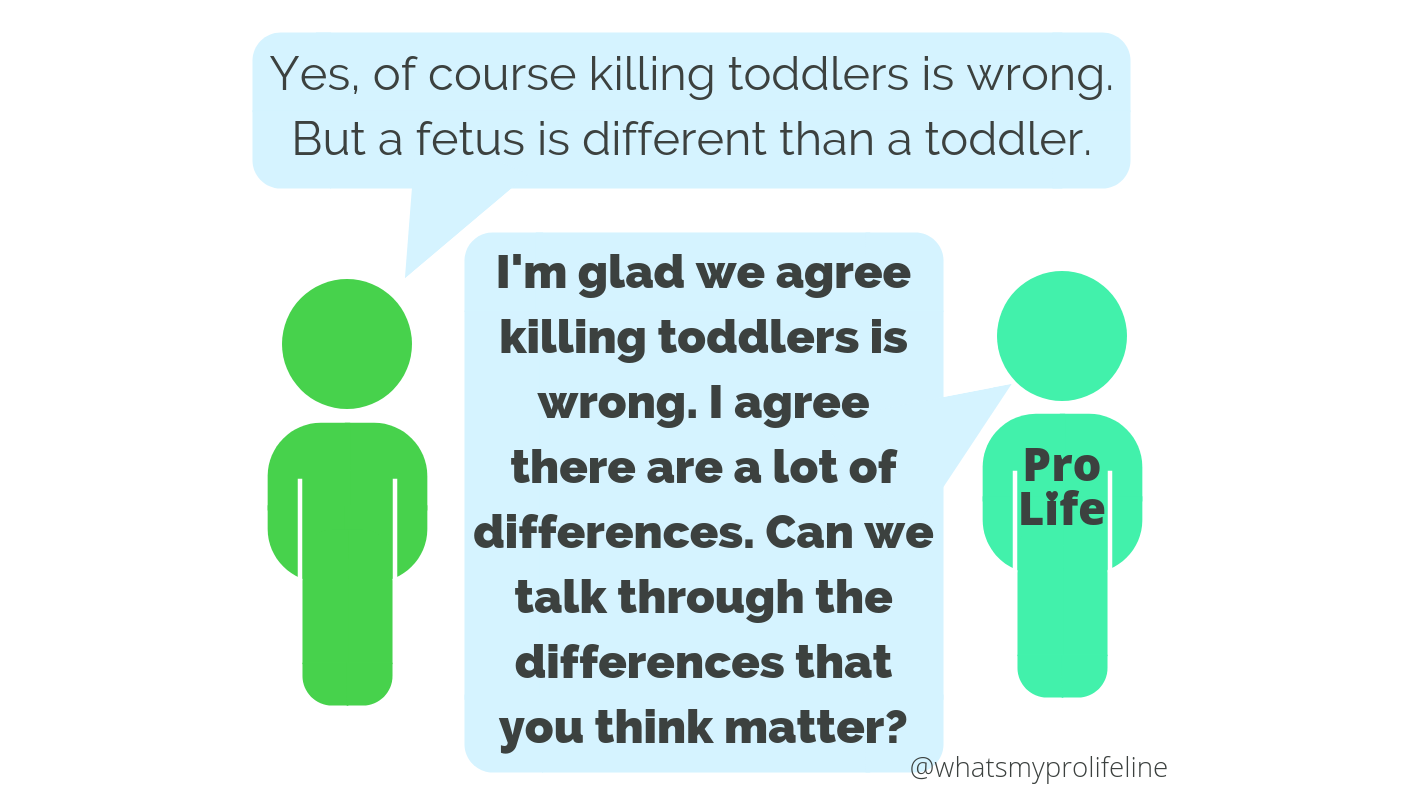 Yes, of course killing toddlers is wrong.
But a fetus is different than a toddler.
I'm glad we agree
killing toddlers is
wrong. I agree
there are a lot of
differences. Can we
talk through the
differences that
you think matter?
Pro
Life
@whatsmyprolifeline